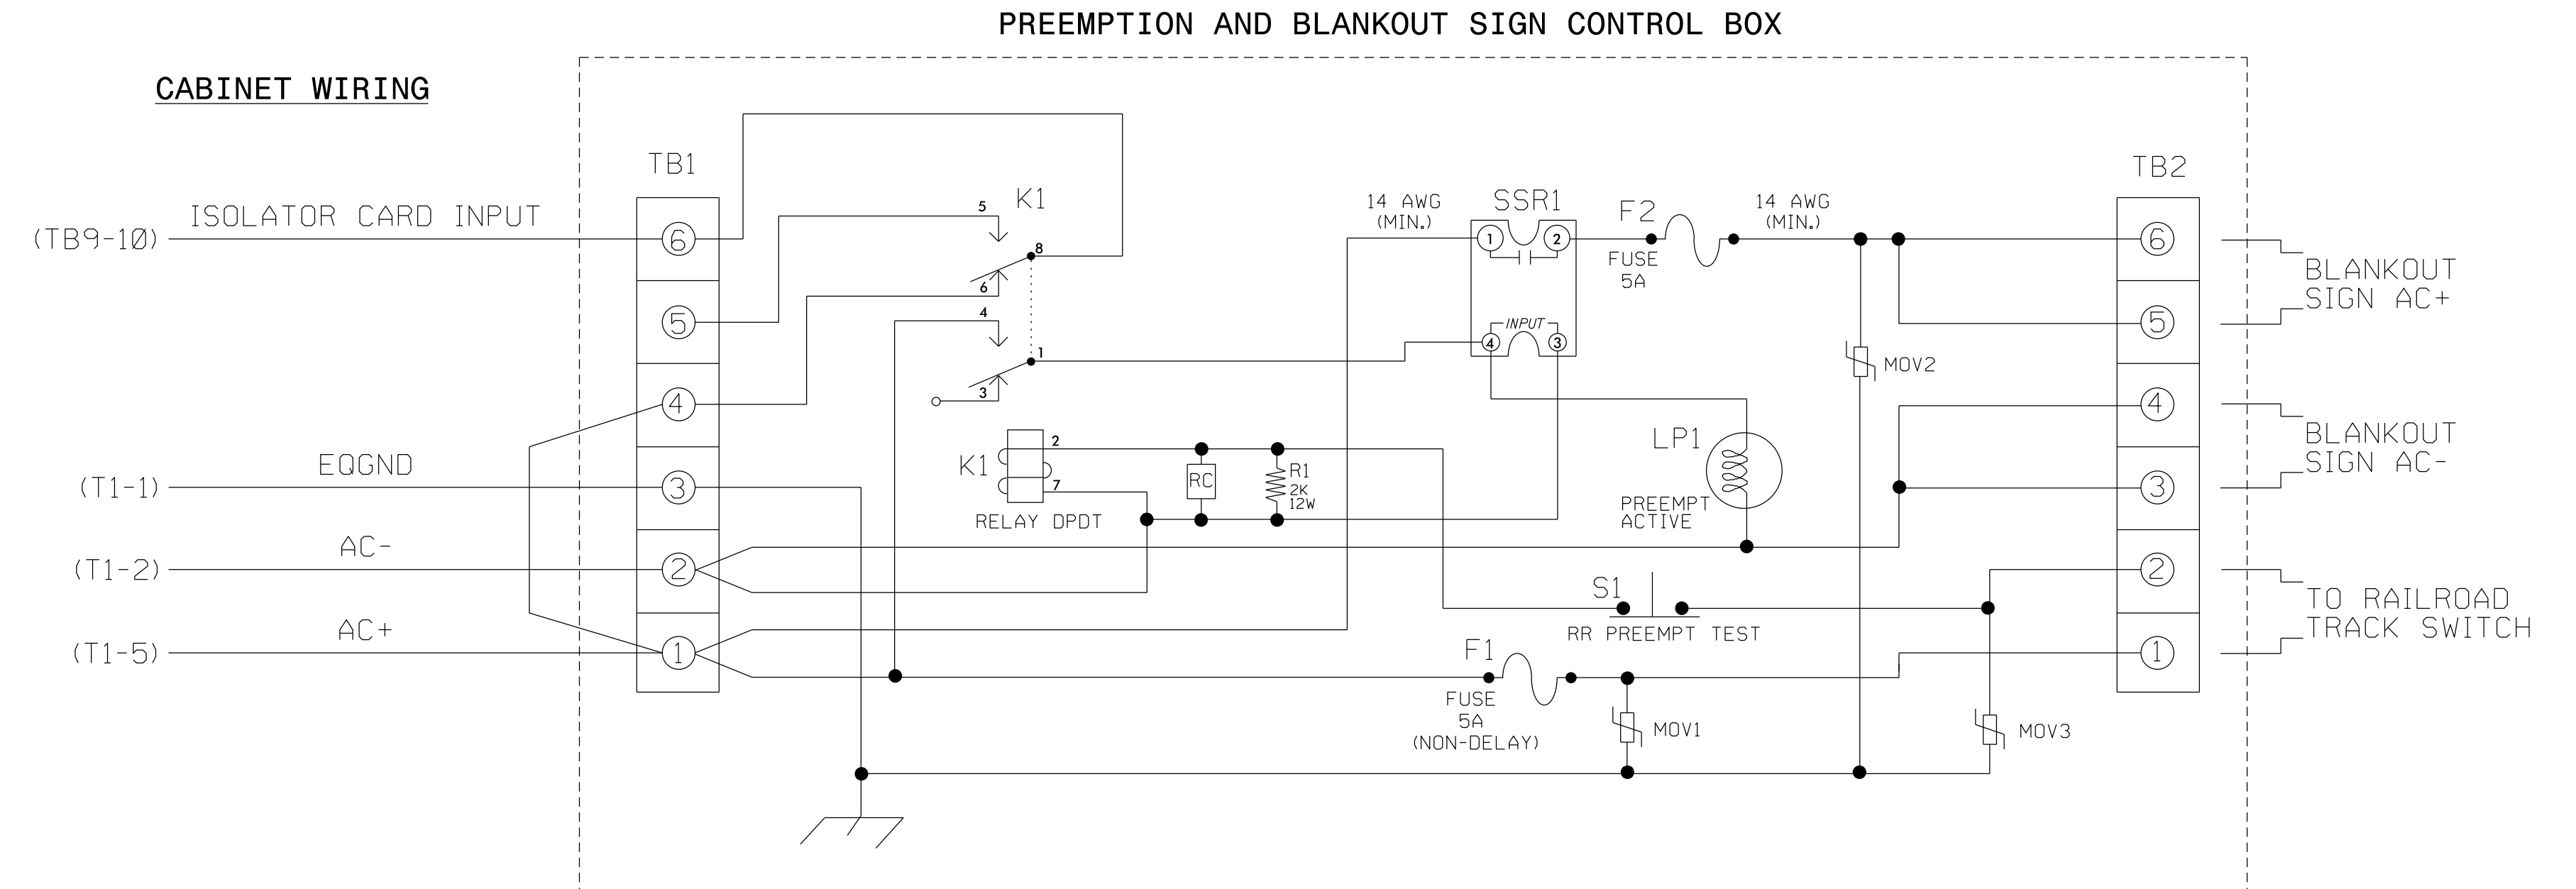 PREEMPTION AND BLANKOUT SIGN CONTROL BOX
CABINET WIRING
TB1
TB2
(TB9-10)
ISOLATOR CARD INPUT
6
5
4
3
2
1
EQGND
(T1-1)
AC-
(T1-2)
AC+
(T1-5)
K1
5
8
6
4
1
3
K1
2
7
RELAY DPDT
RC
R1
2K
12W
14 AWG
(MIN.)
SSR1
1
2
INPUT
4
3
F2
FUSE
5A
14 AWG
(MIN.)
MOV2
LP1
PREEMPT
ACTIVE
S1
RR PREEMPT TEST
F1
FUSE
5A
(NON-DELAY)
MOV1
MOV3
6
5
4
3
2
1
BLANKOUT
SIGN AC+
BLANKOUT
SIGN AC-
TO RAILROAD
TRACK SWITCH